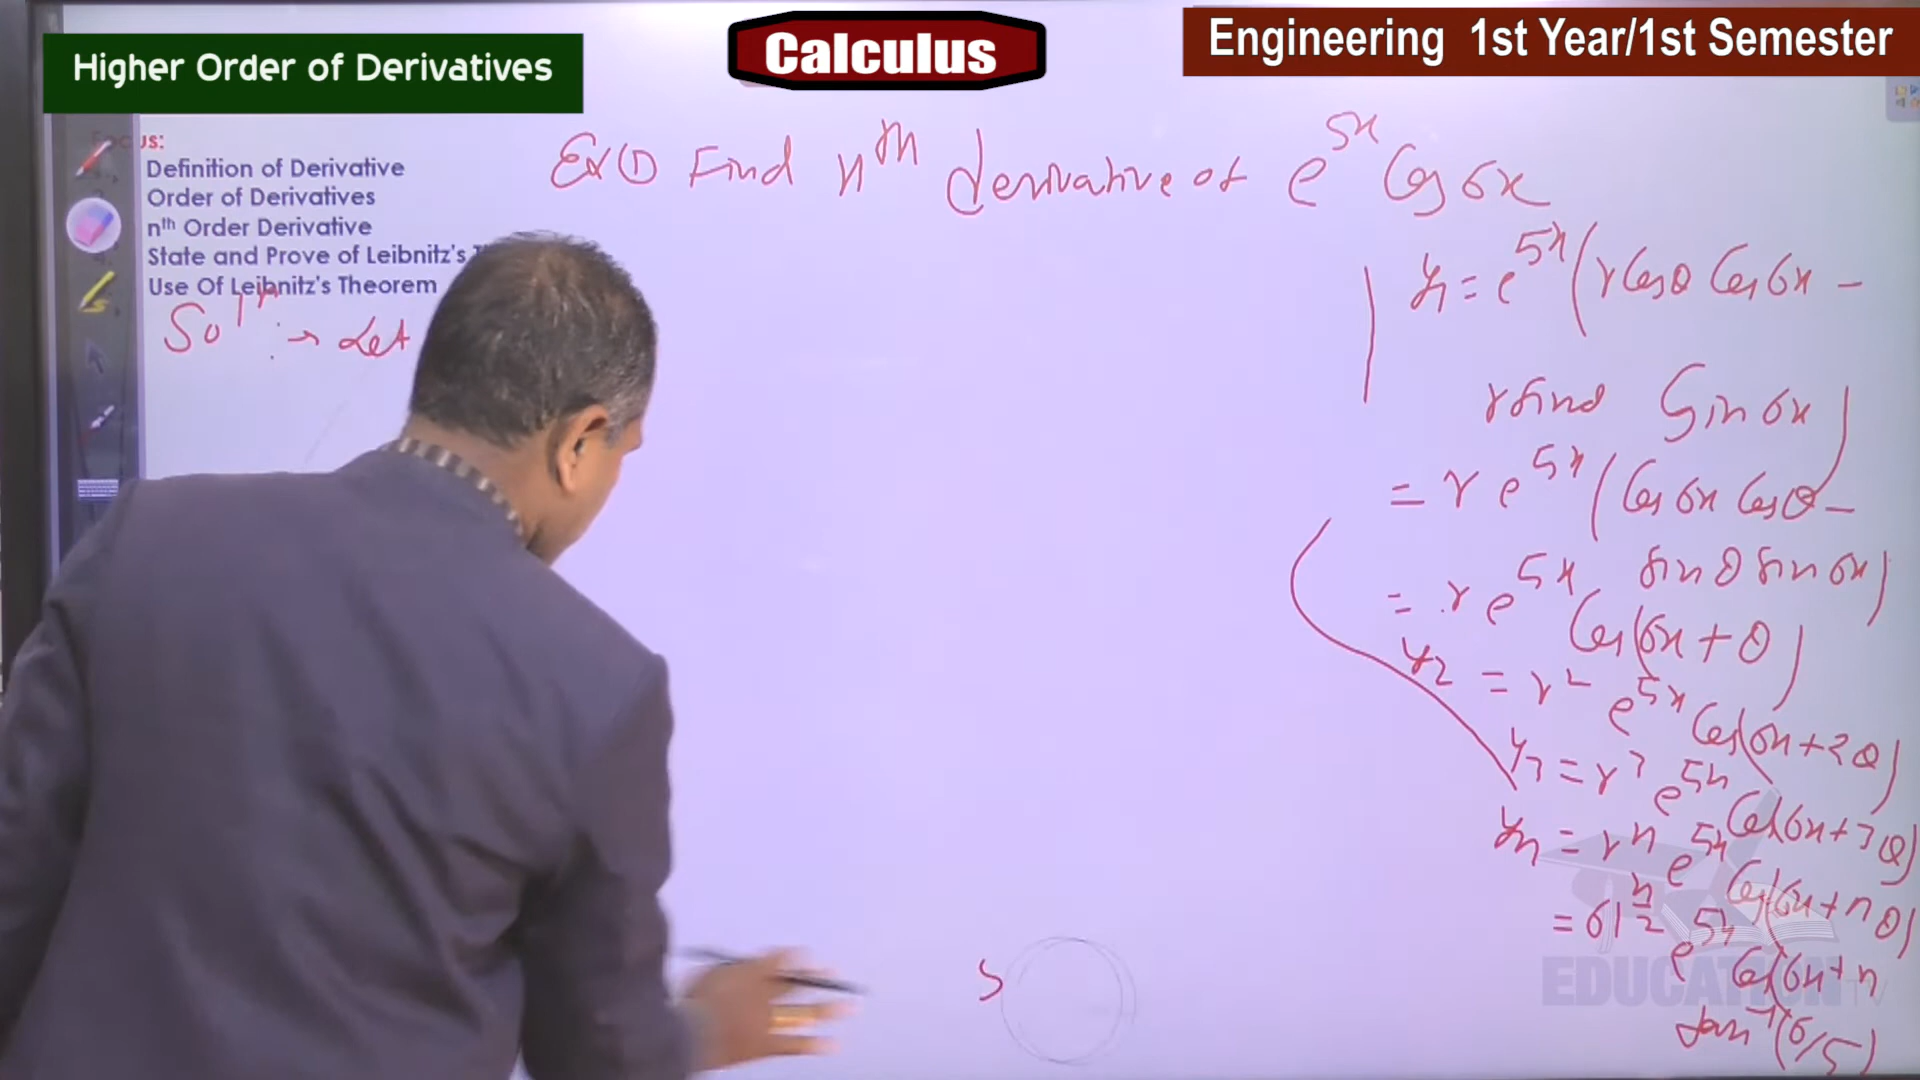 Higher Order of Derivatives
Calculus
Engineering 1st Year/1st Semester
Focus:
Definition of Derivative
Order of Derivatives
nth Order Derivative
State and Prove of Leibnitz's
Use Of Leibnitz's Theorem
Ex① Find nth derivative of e^5x Cos 6x
Soln: → Let
y1 = e^5x (r Cosθ Cos 6x –
r sinθ Sin 6x)
= r e^5x (Cos 6x Cosθ –
sinθ sin 6x)
= r e^5x Cos(6x + θ)
y2 = r^2 e^5x Cos(6x + 2θ)
y3 = r^3 e^5x Cos(6x + 3θ)
yn = r^n e^5x Cos(6x + nθ)
= 61^n/2 e^5x Cos(6x + n
tan^-1(6/5)
EDUCATION TV